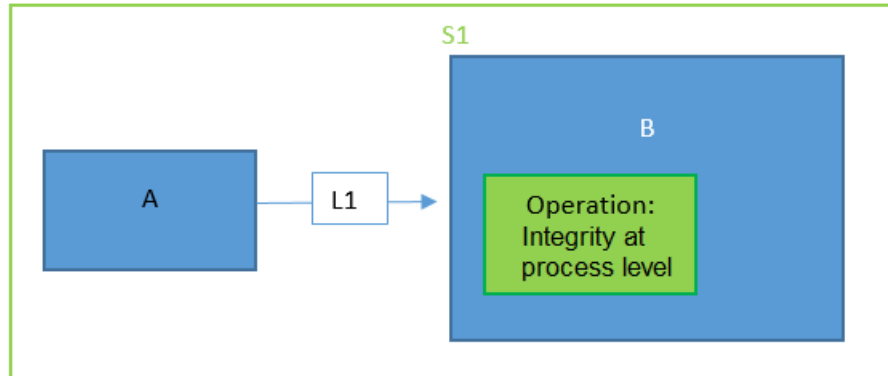 S1
B
A
L1
Operation:
Integrity at
process level